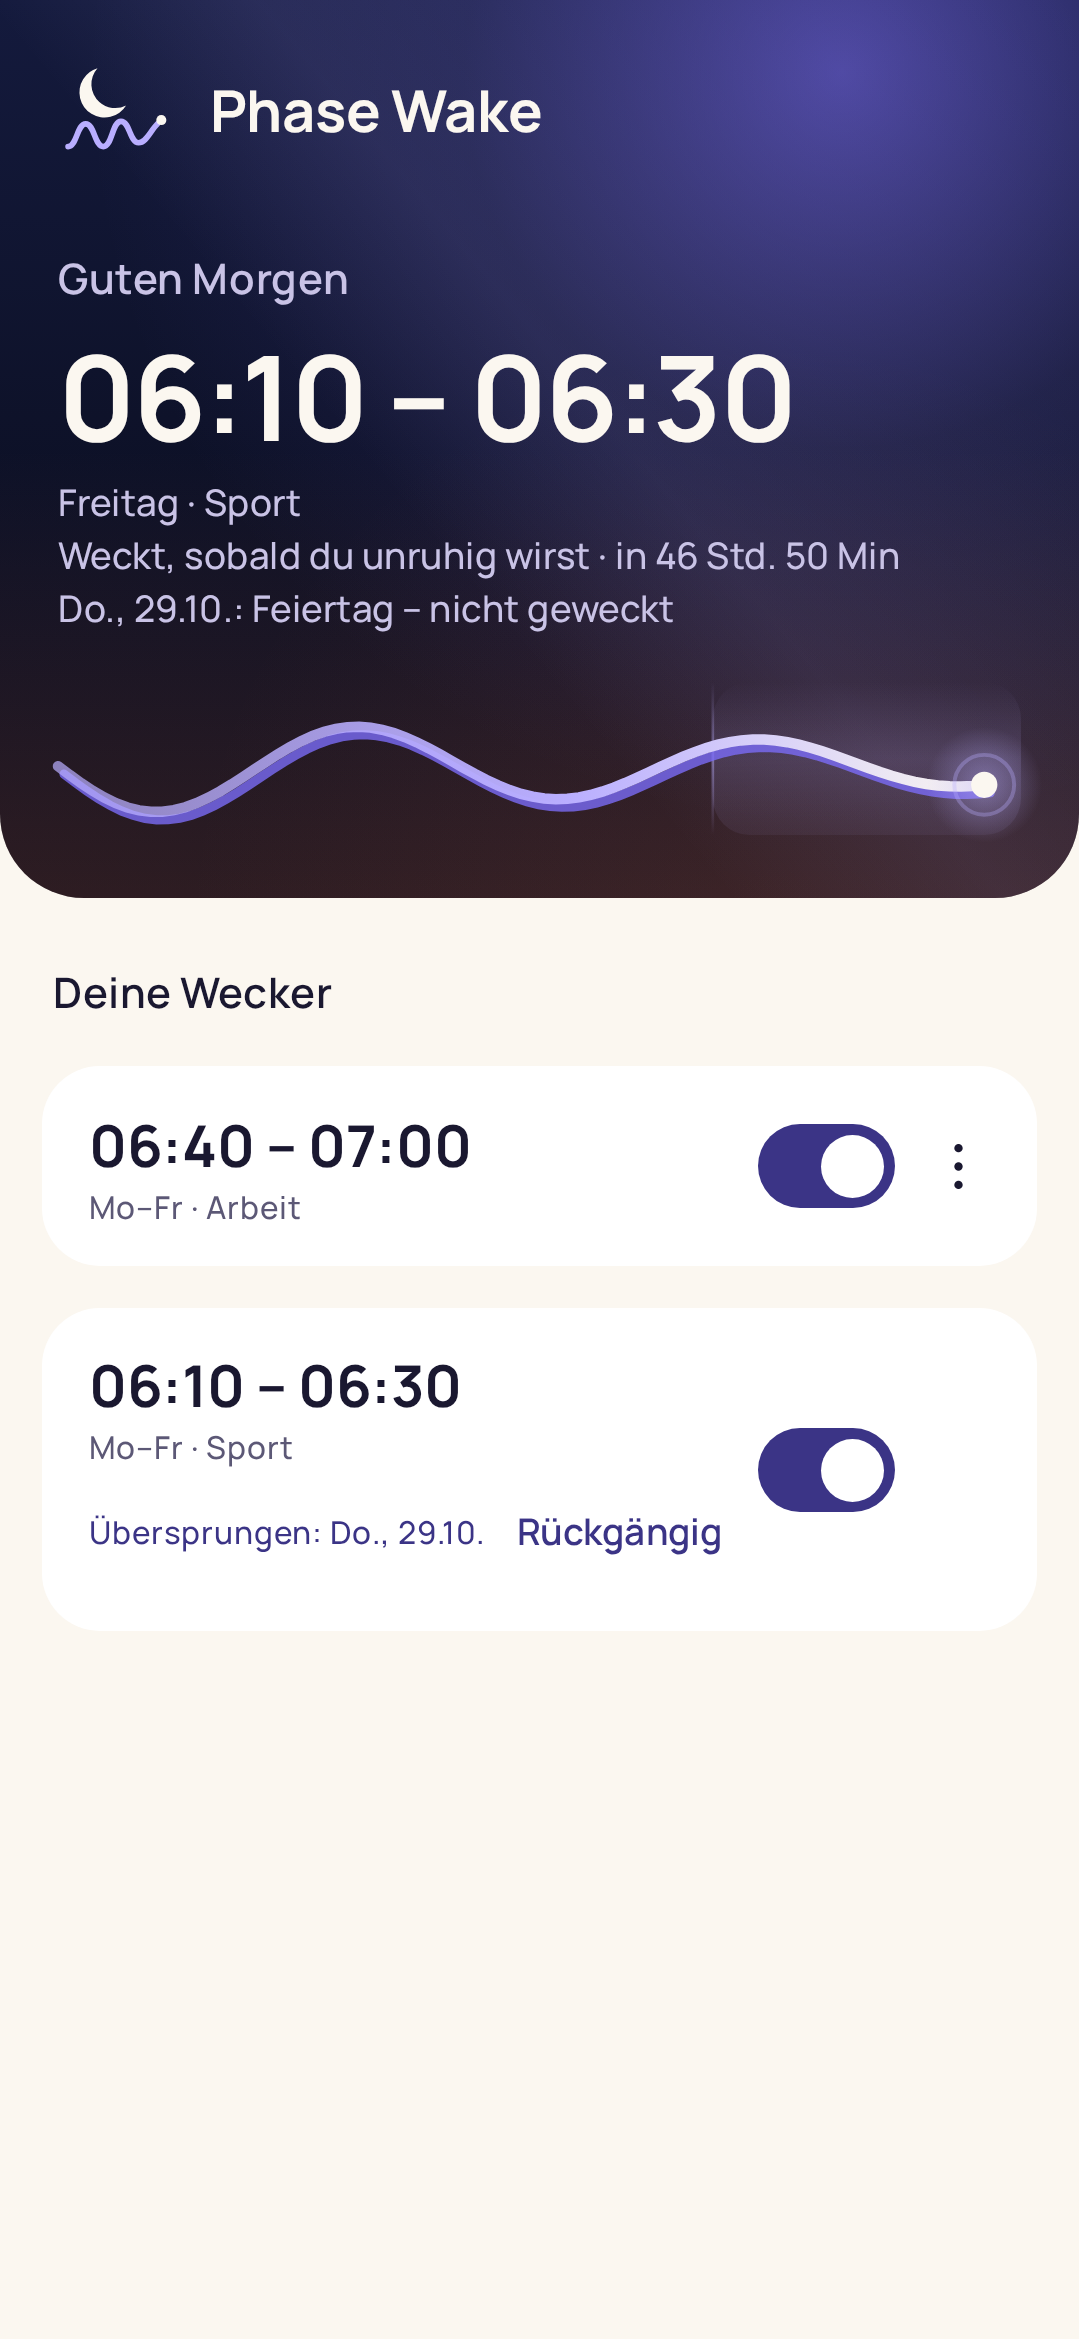 Phase Wake
Guten Morgen
06:10 – 06:30
Freitag · Sport
Weckt, sobald du unruhig wirst · in 46 Std. 50 Min
Do., 29.10.: Feiertag – nicht geweckt
Deine Wecker
06:40 – 07:00
Mo–Fr · Arbeit
06:10 – 06:30
Mo–Fr · Sport
Übersprungen: Do., 29.10. Rückgängig